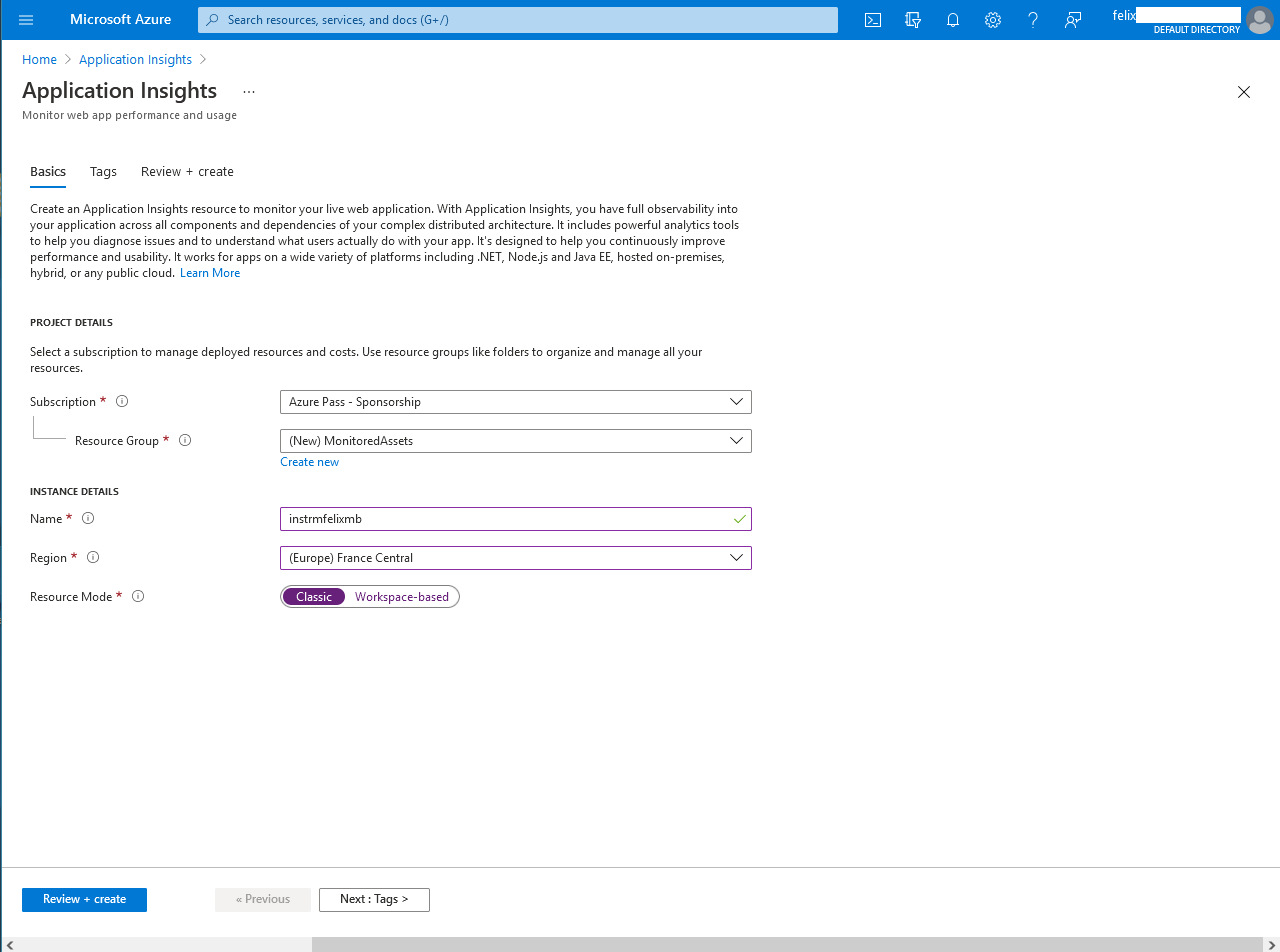 Microsoft Azure
Search resources, services, and docs (G+/)
felix
DEFAULT DIRECTORY
Home > Application Insights >
Application Insights ...
Monitor web app performance and usage
Basics Tags Review + create
Create an Application Insights resource to monitor your live web application. With Application Insights, you have full observability into
your application across all components and dependencies of your complex distributed architecture. It includes powerful analytics tools
to help you diagnose issues and to understand what users actually do with your app. It's designed to help you continuously improve
performance and usability. It works for apps on a wide variety of platforms including .NET, Node.js and Java EE, hosted on-premises,
hybrid, or any public cloud. Learn More
PROJECT DETAILS
Select a subscription to manage deployed resources and costs. Use resource groups like folders to organize and manage all your
resources.
Subscription * Azure Pass - Sponsorship
Resource Group * (New) MonitoredAssets
Create new
INSTANCE DETAILS
Name * instrmfelixmb
Region * (Europe) France Central
Resource Mode * Classic Workspace-based
Review + create « Previous Next : Tags >